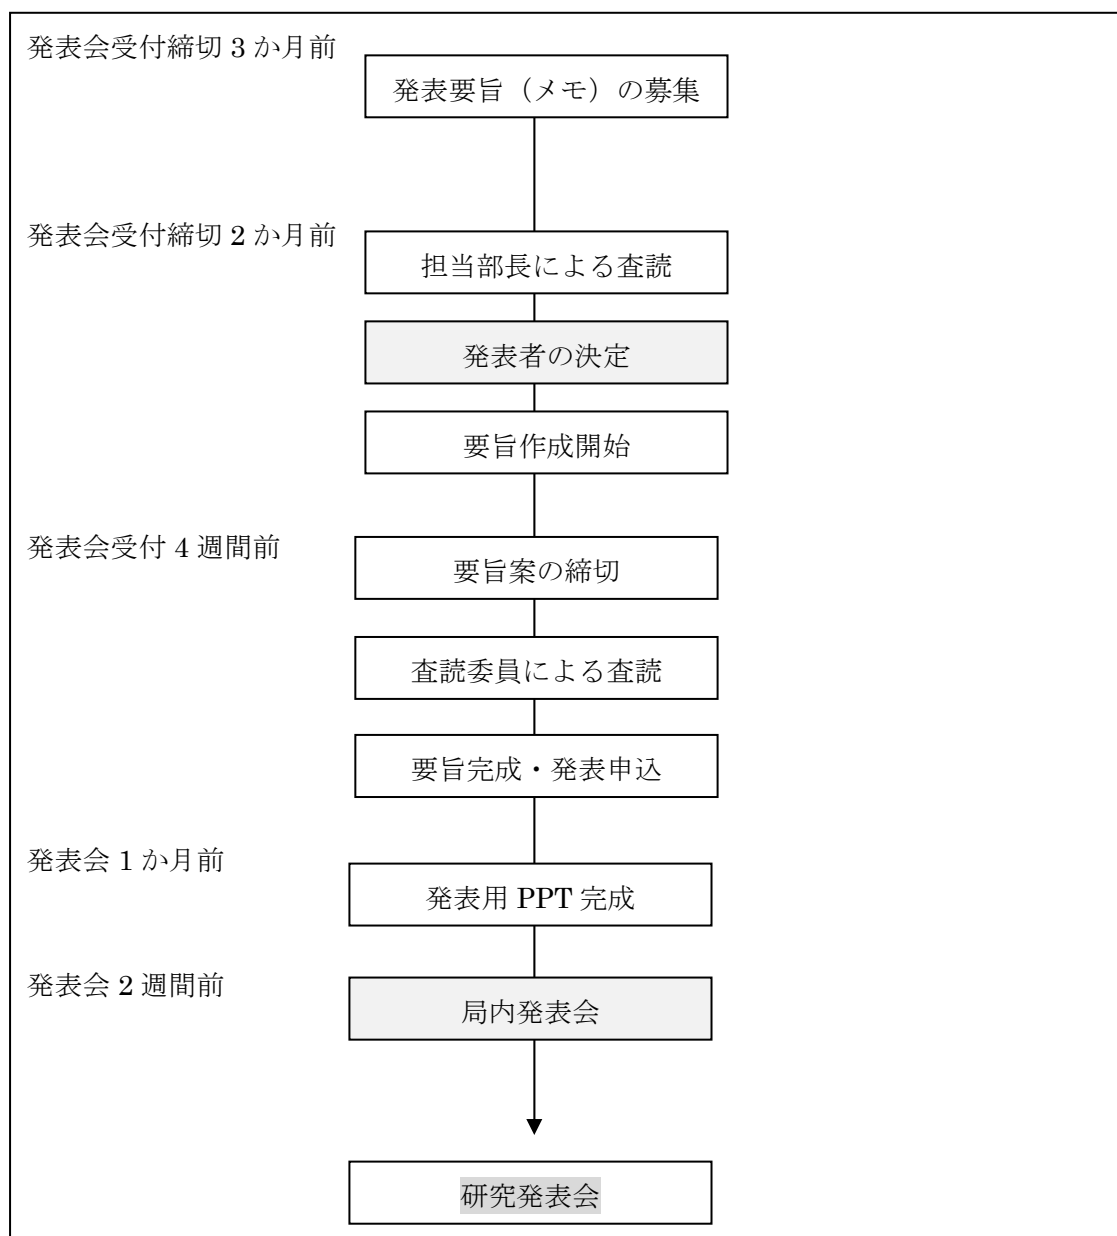 発表会受付締切 3 か月前
発表要旨（メモ）の募集
発表会受付締切 2 か月前
担当部長による査読
発表者の決定
要旨作成開始
発表会受付 4 週間前
要旨案の締切
査読委員による査読
要旨完成・発表申込
発表会 1 か月前
発表用 PPT 完成
発表会 2 週間前
局内発表会
研究発表会